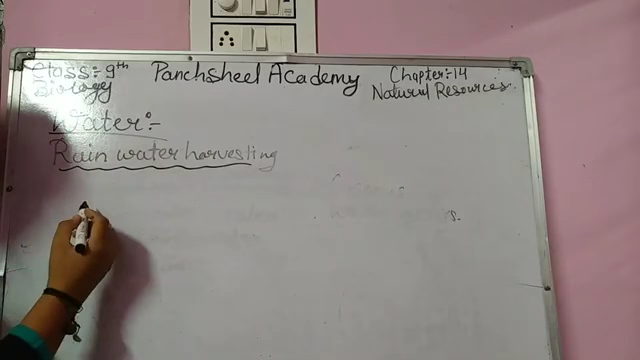 Class:- 9th Panchsheel Academy Chapter:-14
Biology Natural Resources
Water:-
Rain water harvesting